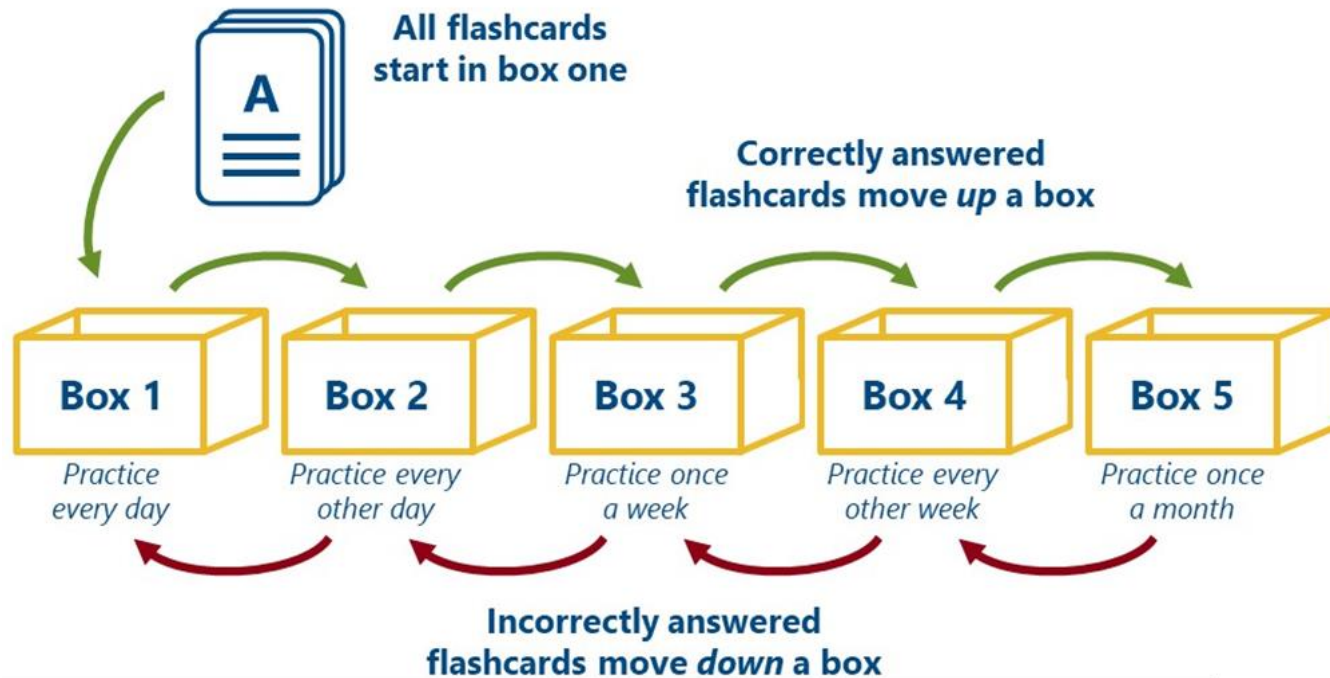 All flashcards
start in box one
A
Correctly answered
flashcards move up a box
Box 1
Box 2
Box 3
Box 4
Box 5
Practice
every day
Practice every
other day
Practice once
a week
Practice every
other week
Practice once
a month
Incorrectly answered
flashcards move down a box